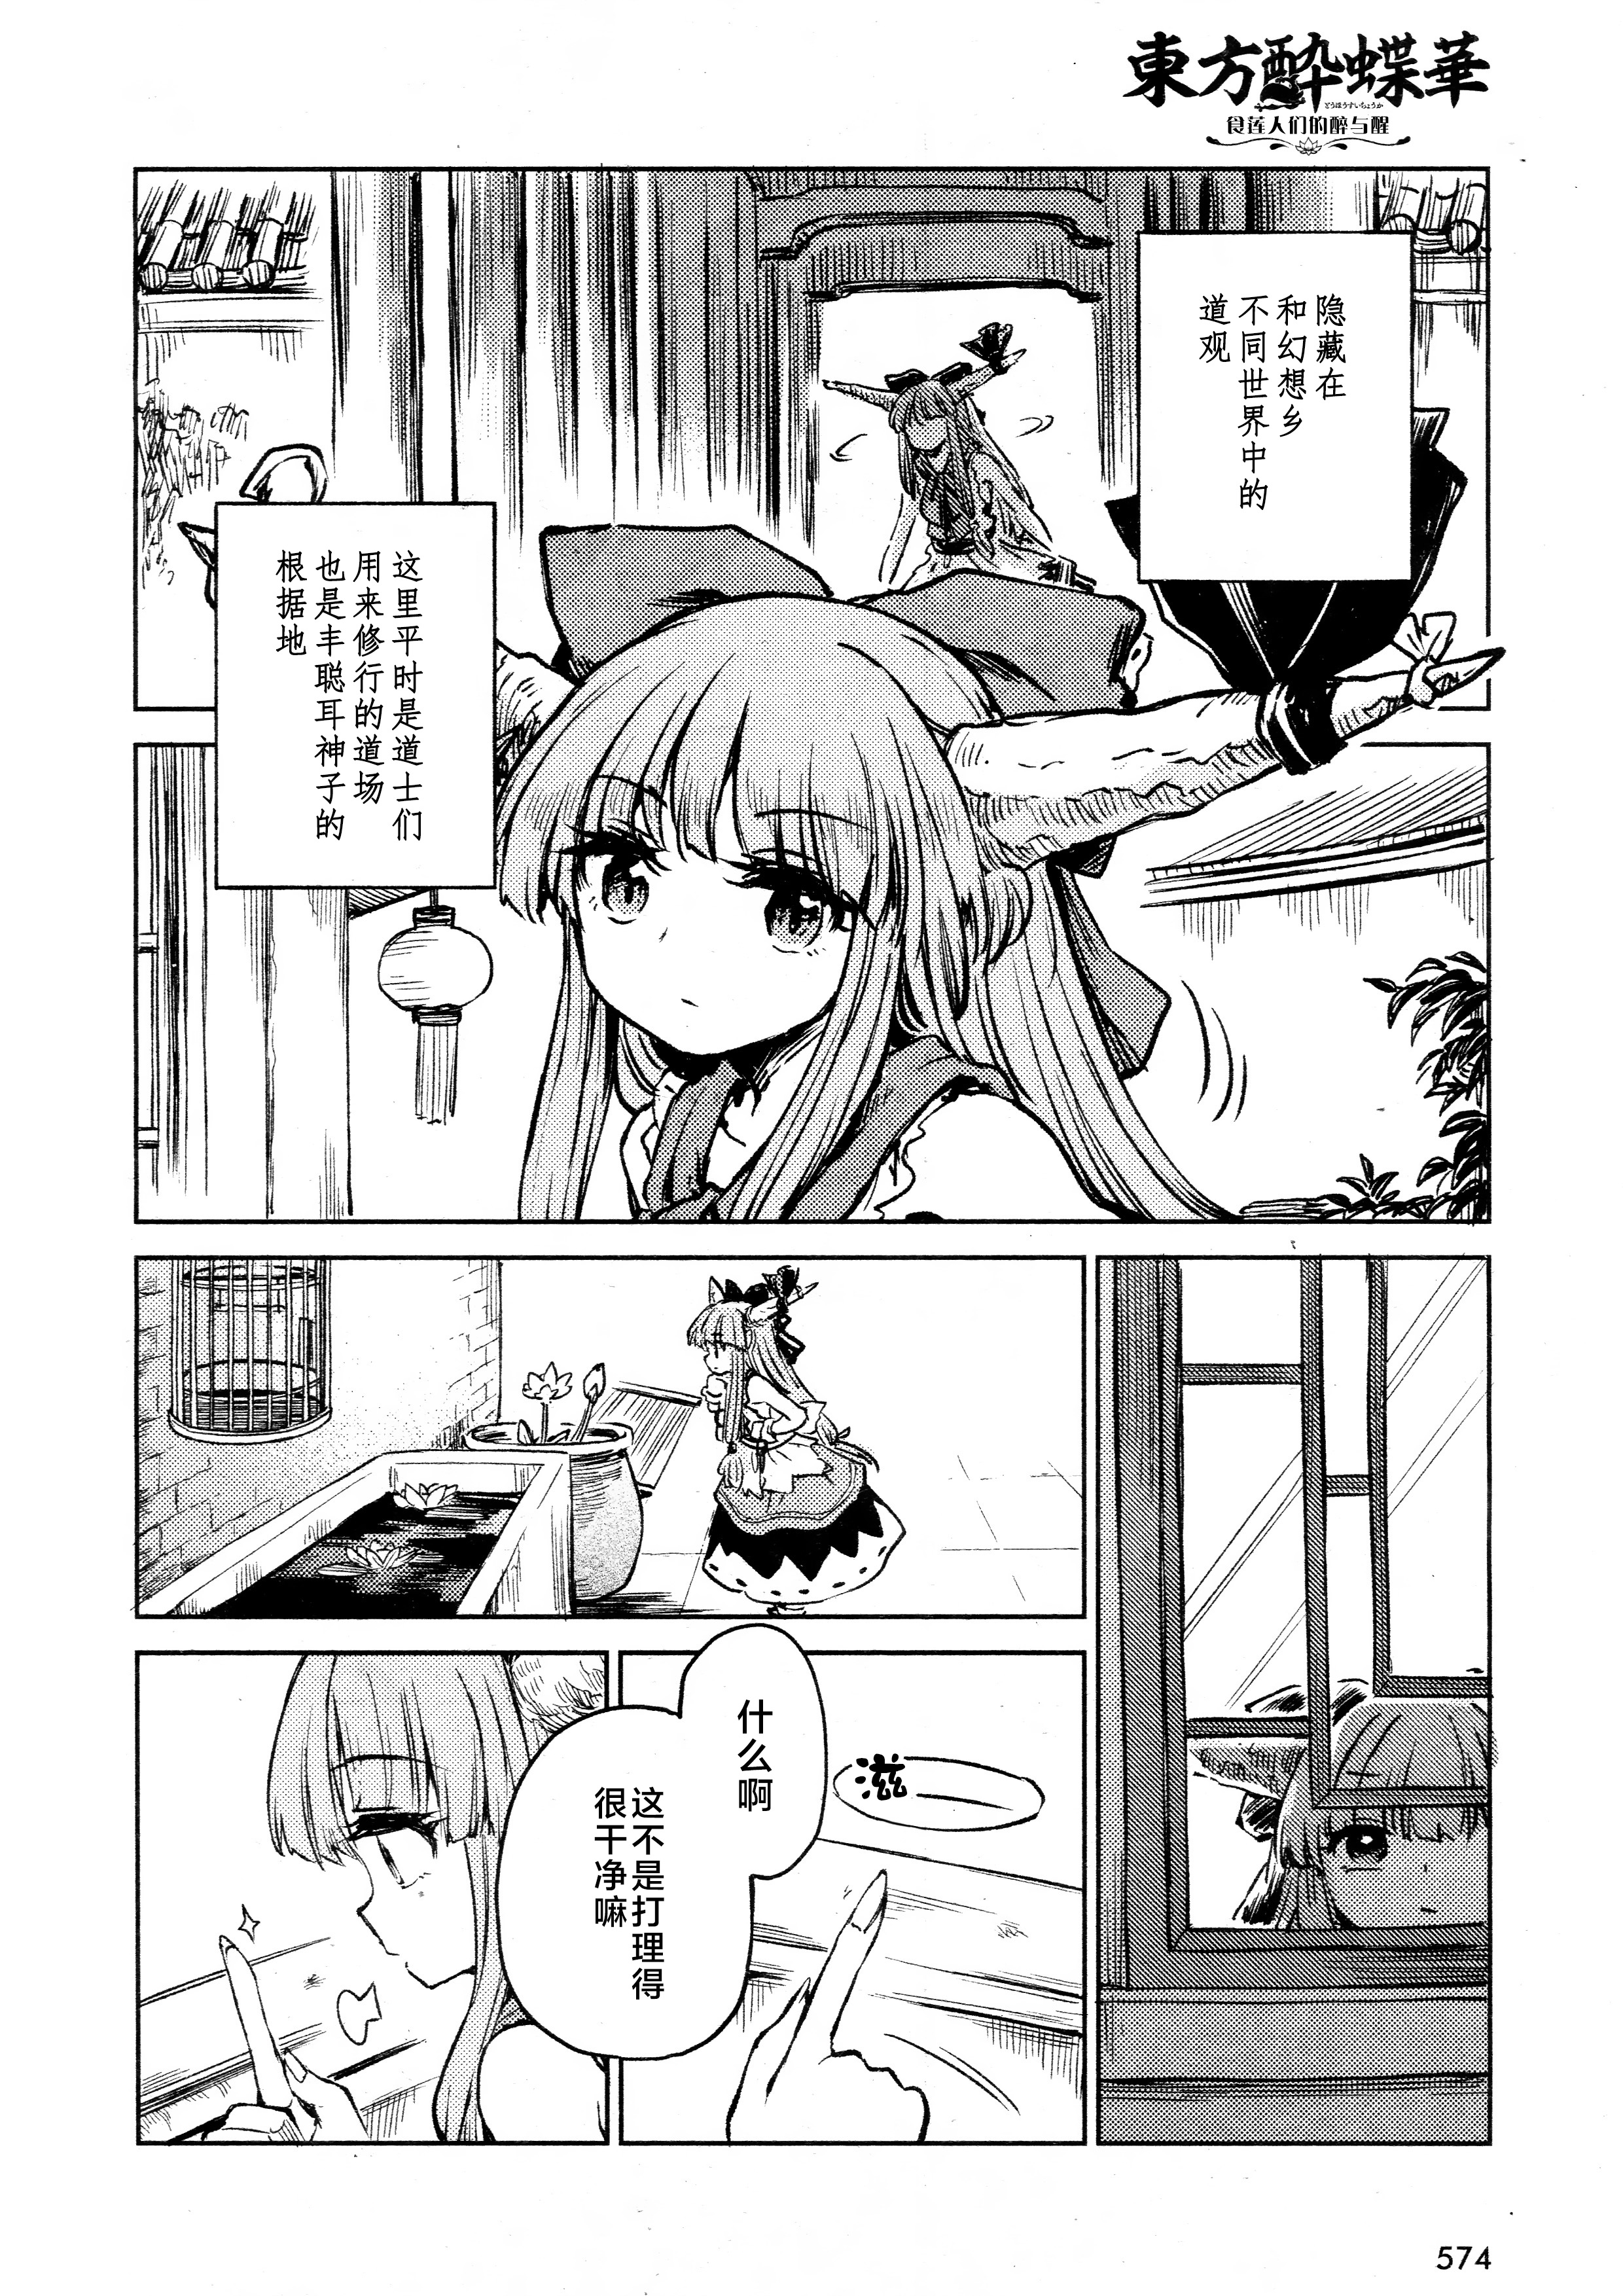 東方酔蝶華
とうほうすいちょうか
食莲人们的醉与醒
隐藏在
和幻想乡
不同世界中的
道观
这里平时是道士们
用来修行的道场
也是丰聪耳神子的
根据地
什么啊
这不是打理得
很干净嘛
滋——
574